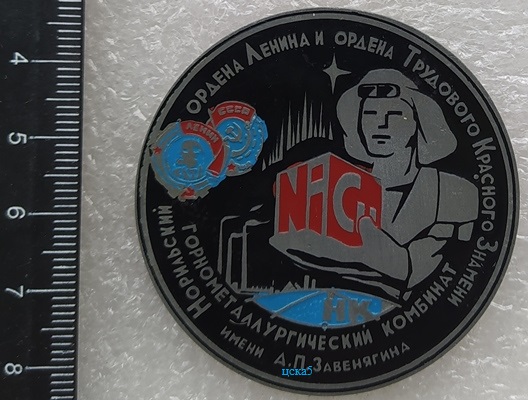 ОРДЕНА ЛЕНИНА И ОРДЕНА ТРУДОВОГО КРАСНОГО ЗНАМЕНИ
НОРИЛЬСКИЙ ГОРНОМЕТАЛЛУРГИЧЕСКИЙ КОМБИНАТ
ИМЕНИ А.П.ЗАВЕНЯГИНА
СССР
ЛЕНИН
NiCu
НК
цска5
4
5
6
7
8